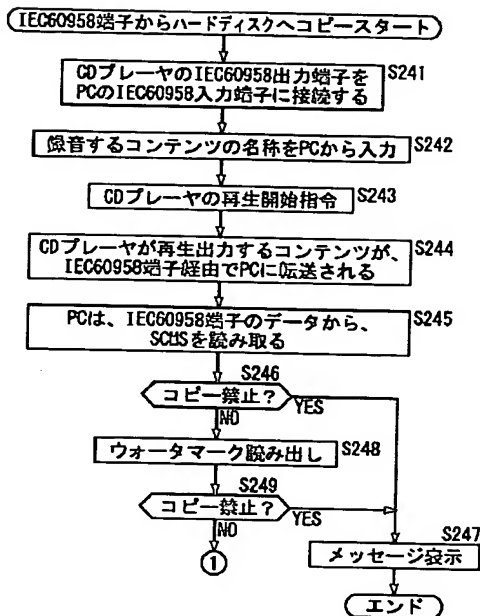 IEC60958端子からハードディスクへコピースタート
CDプレーヤのIEC60958出力端子を
PCのIEC60958入力端子に接続する
S241
録音するコンテンツの名称をPCから入力
S242
CDプレーヤの再生開始指令
S243
CDプレーヤが再生出力するコンテンツが、
IEC60958端子経由でPCに転送される
S244
PCは、IEC60958端子のデータから、
SCMSを読み取る
S245
S246
コピー禁止?
YES
NO
ウォータマーク読み出し
S248
S249
コピー禁止?
YES
NO
①
S247
メッセージ表示
エンド